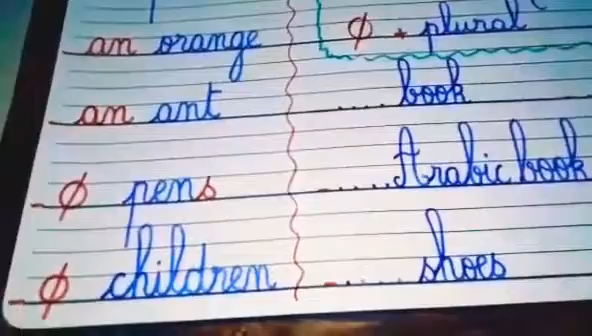 an orange
an ant
ø pens
ø children
ø + plural
..... book
..... Arabic book
..... shoes